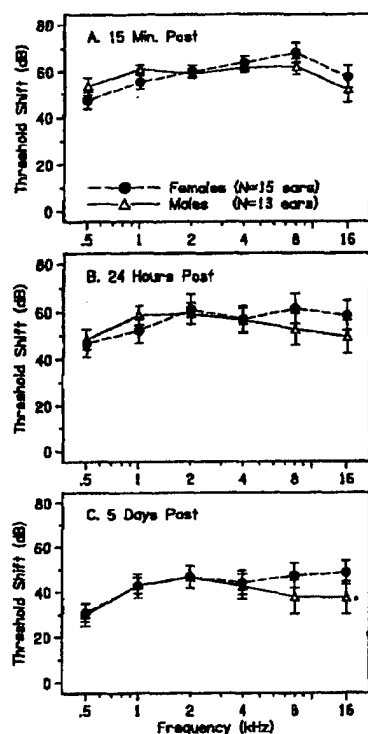 A. 15 Min. Post
Threshold Shift (dB)
80
60
40
20
0
Females (N=15 ears)
Males (N=13 ears)
.5 1 2 4 8 16
B. 24 Hours Post
Threshold Shift (dB)
80
60
40
20
0
.5 1 2 4 8 16
C. 5 Days Post
Threshold Shift (dB)
80
60
40
20
0
.5 1 2 4 8 16
Frequency (kHz)